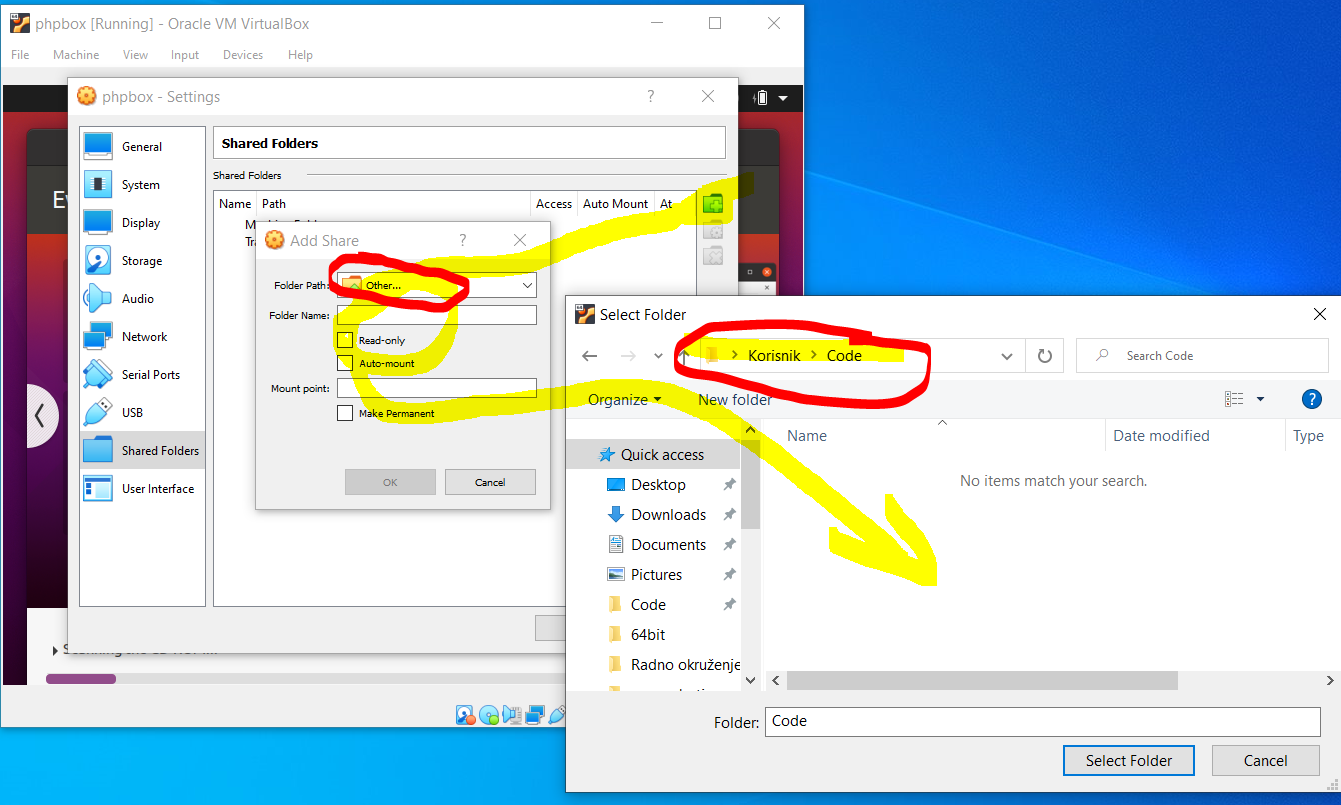 phpbox [Running] - Oracle VM VirtualBox
File Machine View Input Devices Help
phpbox - Settings ?
General
System
Display
Storage
Audio
Network
Serial Ports
USB
Shared Folders
User Interface
Shared Folders
Shared Folders
Name Path Access Auto Mount At
Add Share ?
Folder Path: Other...
Folder Name:
Read-only
Auto-mount
Mount point:
Make Permanent
OK Cancel
Select Folder
Korisnik > Code
Search Code
Organize New folder ?
Name Date modified Type
No items match your search.
Quick access
Desktop
Downloads
Documents
Pictures
Code
64bit
Radno okruženje
Folder: Code
Select Folder Cancel